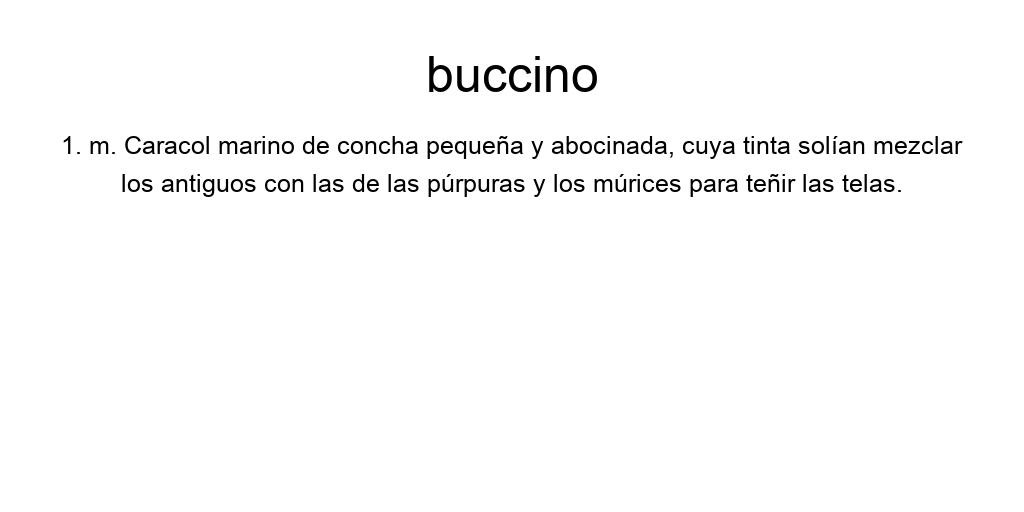 buccino
1. m. Caracol marino de concha pequeña y abocinada, cuya tinta solían mezclar
los antiguos con las de las púrpuras y los múrices para teñir las telas.